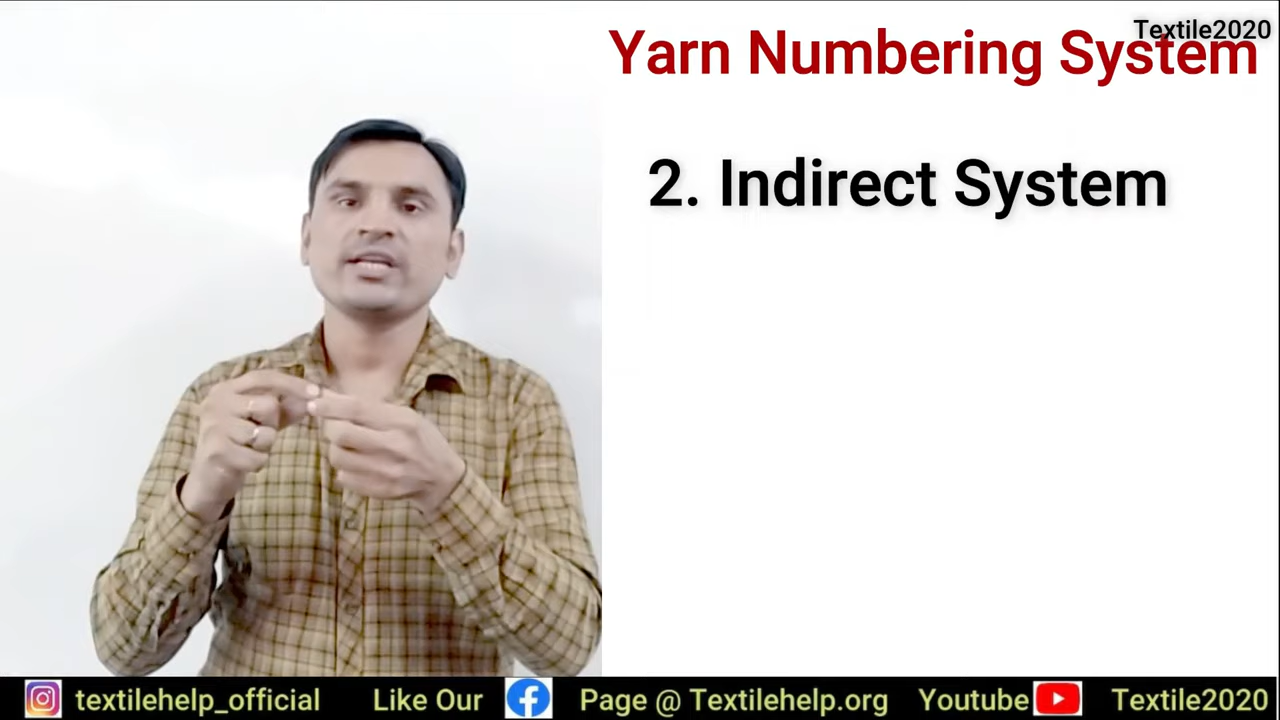 Textile2020
Yarn Numbering System
2. Indirect System
textilehelp_official Like Our Page @ Textilehelp.org Youtube Textile2020